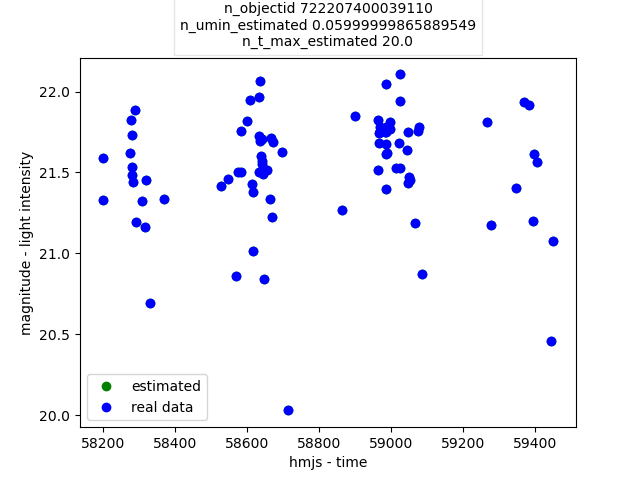 n_objectid 722207400039110
n_umin_estimated 0.05999999865889549
n_t_max_estimated 20.0
22.0
21.5
21.0
20.5
20.0
magnitude - light intensity
estimated
real data
58200 58400 58600 58800 59000 59200 59400
hmjs - time